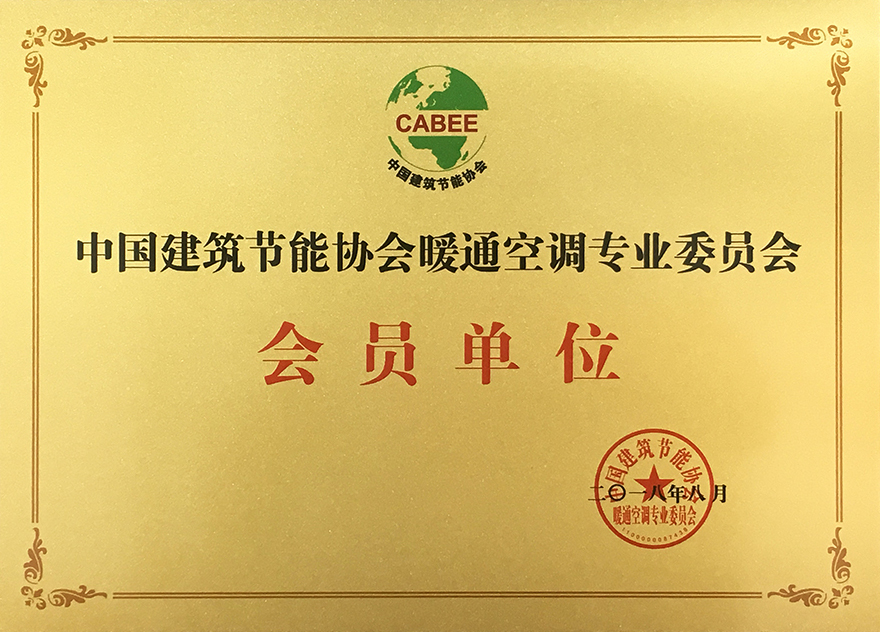 CABEE
中国建筑节能协会
中国建筑节能协会暖通空调专业委员会
会员单位
中国建筑节能协会
二〇一八年八月
暖通空调专业委员会